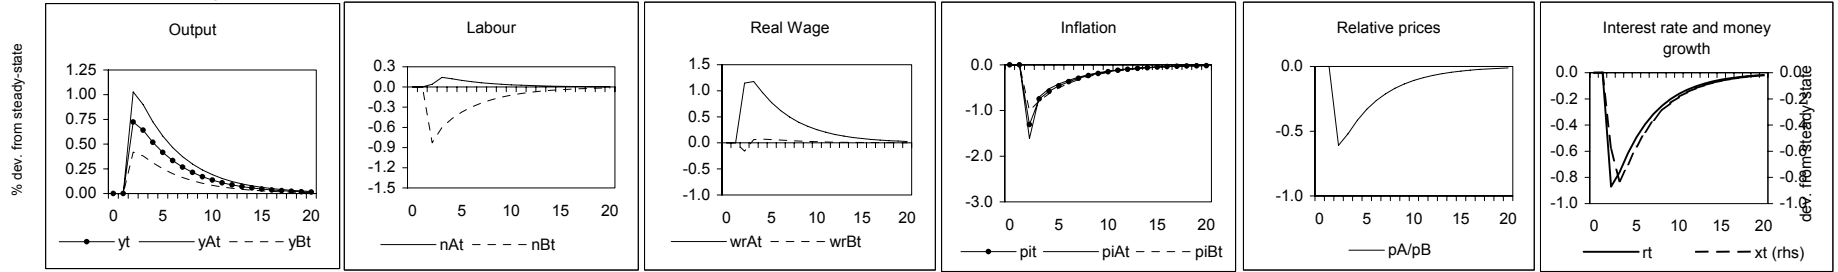 % dev. from steady-state
Output
1.25
1.00
0.75
0.50
0.25
0.00
0 5 10 15 20
yt yAt yBt
Labour
0.3
0.0
-0.3
-0.6
-0.9
-1.2
-1.5
0 5 10 15 20
nAt nBt
Real Wage
1.5
1.0
0.5
0.0
-0.5
-1.0
0 5 10 15 20
wrAt wrBt
Inflation
0.0
-1.0
-2.0
-3.0
0 5 10 15 20
pit piAt piBt
Relative prices
0.0
-0.5
-1.0
0 5 10 15 20
pA/pB
Interest rate and money
growth
0.0
-0.2
-0.4
-0.6
-0.8
-1.0
0 5 10 15 20
dev. from steady-state
rt xt (rhs)